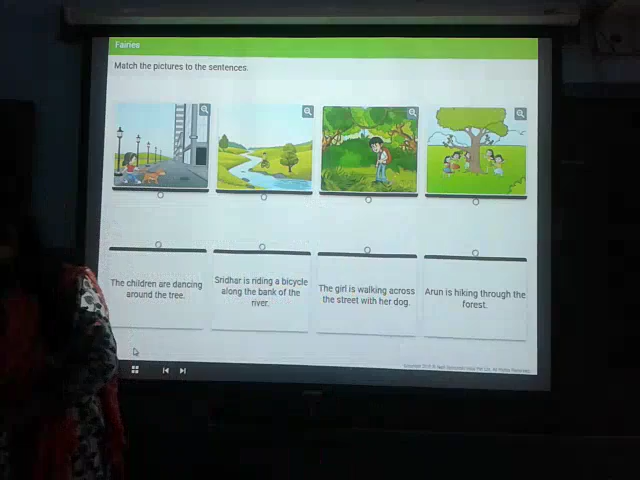 Fairies
Match the pictures to the sentences.
The children are dancing
around the tree.
Sridhar is riding a bicycle
along the bank of the
river.
The girl is walking across
the street with her dog.
Arun is hiking through the
forest.